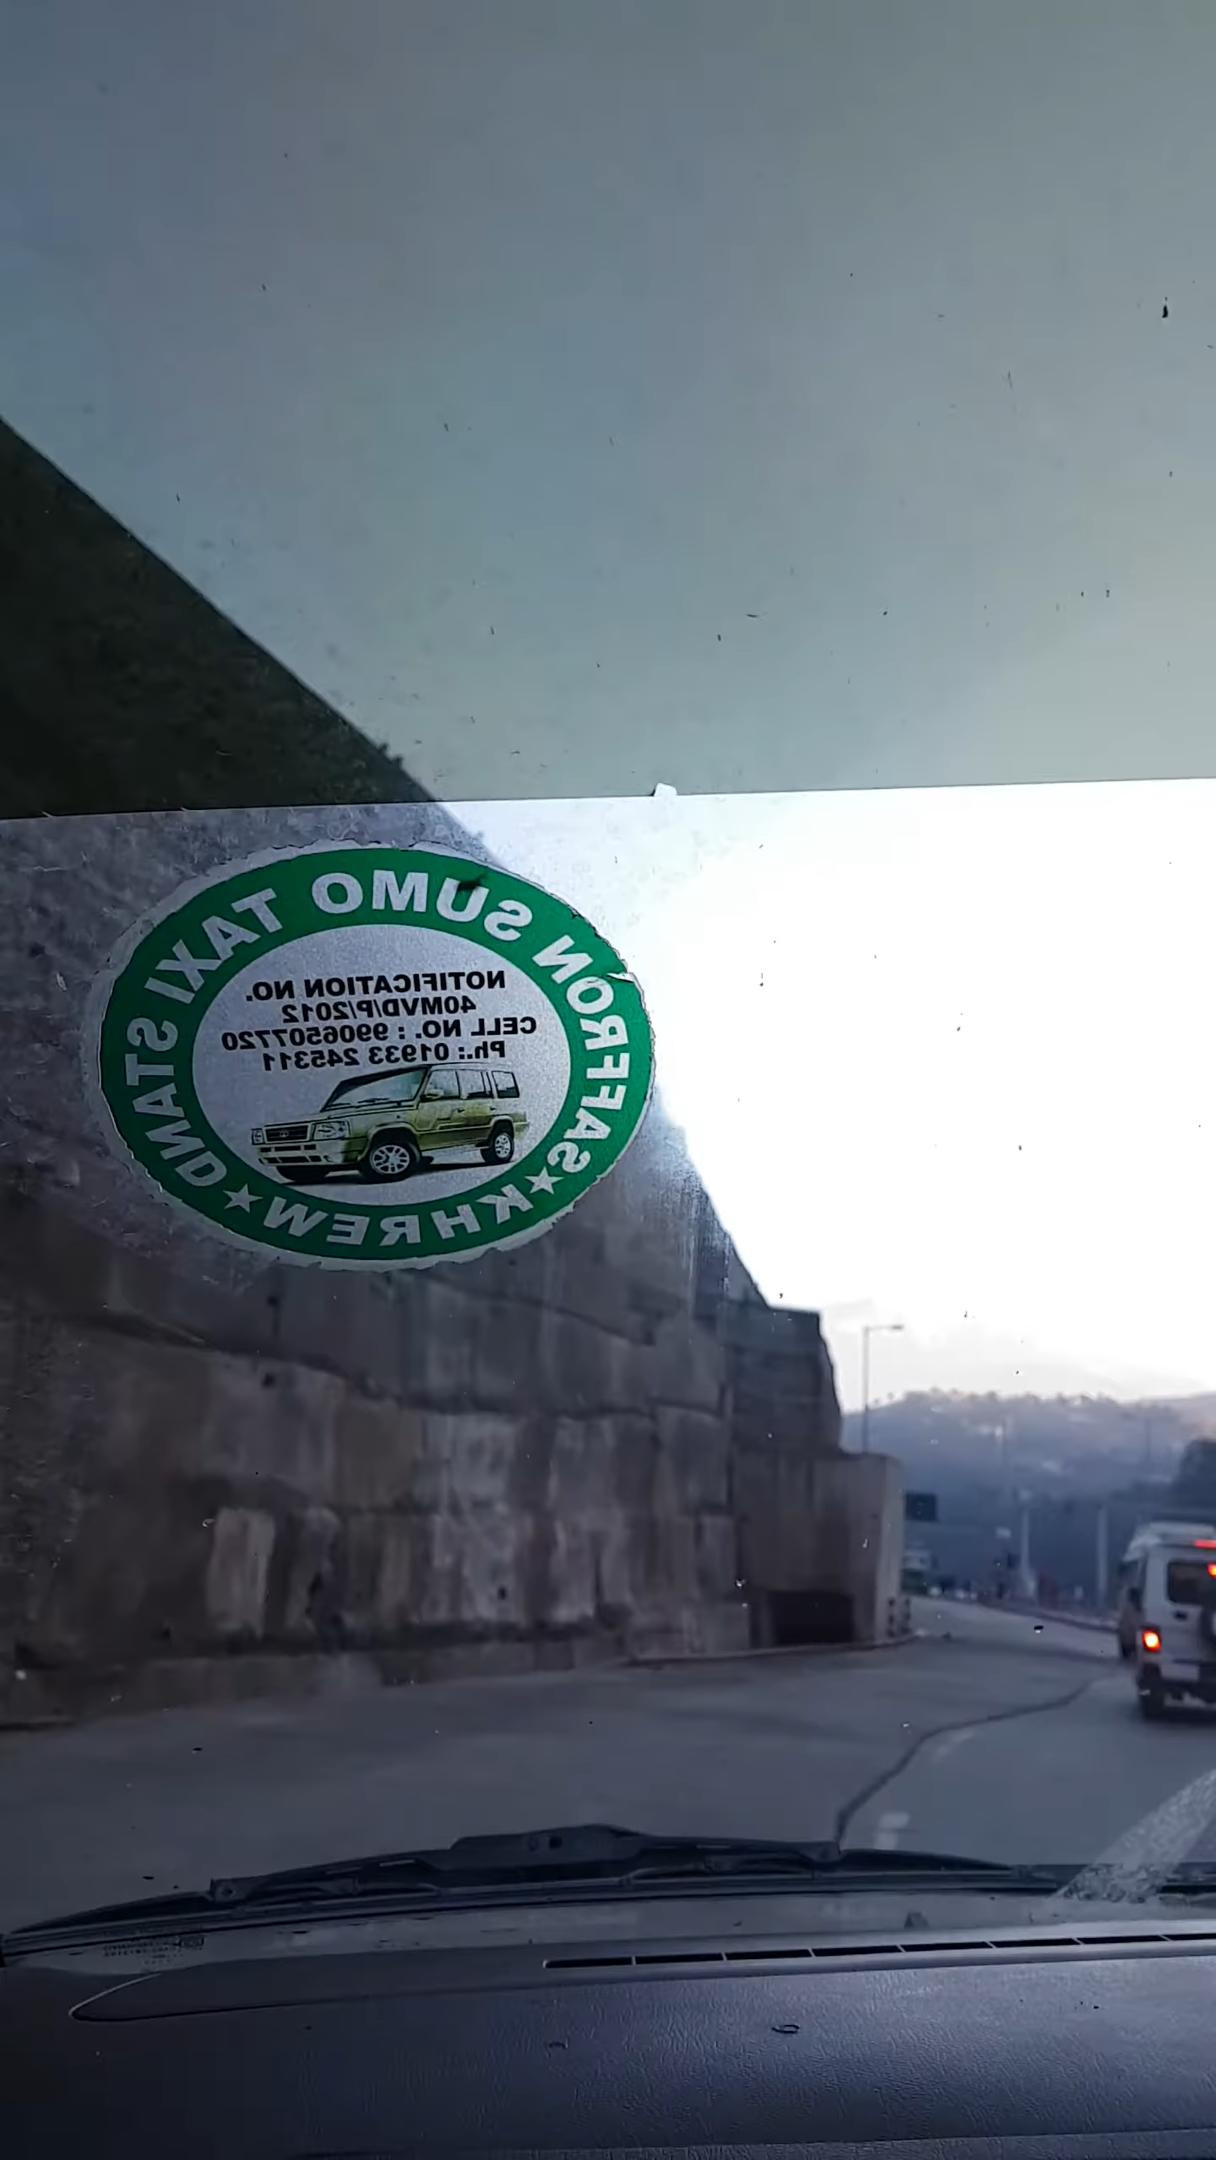 SAFFRON SUMO TAXI STAND
NOTIFICATION NO.
40MVD/P/2012
CELL NO. : 9906507720
Ph.: 01933 245311
★ KHREW ★